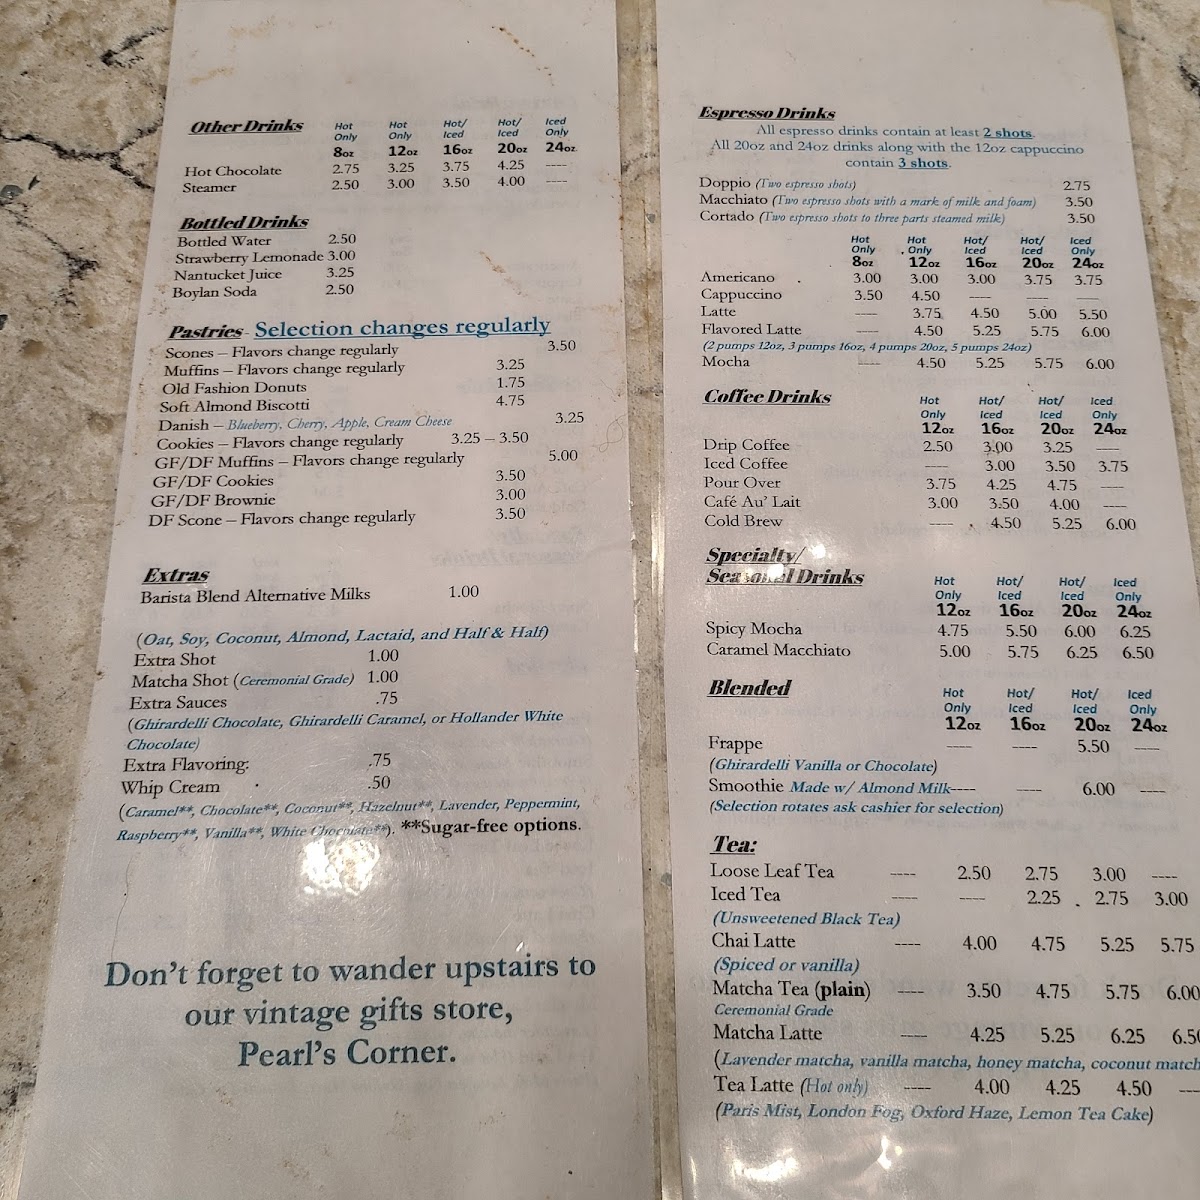 Other Drinks
Hot Only 8oz Hot Only 12oz Hot/ Iced 16oz Hot/ Iced 20oz Iced Only 24oz
Hot Chocolate 2.75 3.25 3.75 4.25 ----
Steamer 2.50 3.00 3.50 4.00 ----
Bottled Drinks
Bottled Water 2.50
Strawberry Lemonade 3.00
Nantucket Juice 3.25
Boylan Soda 2.50
Pastries- Selection changes regularly
Scones – Flavors change regularly 3.50
Muffins – Flavors change regularly 3.25
Old Fashion Donuts 1.75
Soft Almond Biscotti 4.75
Danish – Blueberry, Cherry, Apple, Cream Cheese 3.25
Cookies – Flavors change regularly 3.25 – 3.50
GF/DF Muffins – Flavors change regularly 5.00
GF/DF Cookies 3.50
GF/DF Brownie 3.00
DF Scone – Flavors change regularly 3.50
Extras
Barista Blend Alternative Milks 1.00
(Oat, Soy, Coconut, Almond, Lactaid, and Half & Half)
Extra Shot 1.00
Matcha Shot (Ceremonial Grade) 1.00
Extra Sauces .75
(Ghirardelli Chocolate, Ghirardelli Caramel, or Hollander White
Chocolate)
Extra Flavoring: .75
Whip Cream .50
(Caramel**, Chocolate**, Coconut**, Hazelnut**, Lavender, Peppermint,
Raspberry**, Vanilla**, White Chocolate**). **Sugar-free options.
Don't forget to wander upstairs to
our vintage gifts store,
Pearl's Corner.
Espresso Drinks
All espresso drinks contain at least 2 shots.
All 20oz and 24oz drinks along with the 12oz cappuccino
contain 3 shots.
Doppio (Two espresso shots) 2.75
Macchiato (Two espresso shots with a mark of milk and foam) 3.50
Cortado (Two espresso shots to three parts steamed milk) 3.50
Hot Only 8oz Hot Only 12oz Hot/ Iced 16oz Hot/ Iced 20oz Iced Only 24oz
Americano 3.00 3.00 3.00 3.75 3.75
Cappuccino 3.50 4.50 ---- ---- ----
Latte ---- 3.75 4.50 5.00 5.50
Flavored Latte ---- 4.50 5.25 5.75 6.00
(2 pumps 12oz, 3 pumps 16oz, 4 pumps 20oz, 5 pumps 24oz)
Mocha ---- 4.50 5.25 5.75 6.00
Coffee Drinks
Hot Only 12oz Hot/ Iced 16oz Hot/ Iced 20oz Iced Only 24oz
Drip Coffee 2.50 3.00 3.25 ----
Iced Coffee ---- 3.00 3.50 3.75
Pour Over 3.75 4.25 4.75 ----
Café Au' Lait 3.00 3.50 4.00 ----
Cold Brew ---- 4.50 5.25 6.00
Specialty/
Seasonal Drinks
Hot Only 12oz Hot/ Iced 16oz Hot/ Iced 20oz Iced Only 24oz
Spicy Mocha 4.75 5.50 6.00 6.25
Caramel Macchiato 5.00 5.75 6.25 6.50
Blended
Hot Only 12oz Hot/ Iced 16oz Hot/ Iced 20oz Iced Only 24oz
Frappe ---- ---- 5.50 ----
(Ghirardelli Vanilla or Chocolate)
Smoothie Made w/ Almond Milk---- ---- 6.00 ----
(Selection rotates ask cashier for selection)
Tea:
Loose Leaf Tea ---- 2.50 2.75 3.00 ----
Iced Tea ---- ---- 2.25 2.75 3.00
(Unsweetened Black Tea)
Chai Latte ---- 4.00 4.75 5.25 5.75
(Spiced or vanilla)
Matcha Tea (plain) ---- 3.50 4.75 5.75 6.00
Ceremonial Grade
Matcha Latte ---- 4.25 5.25 6.25 6.5
(Lavender matcha, vanilla matcha, honey matcha, coconut match
Tea Latte (Hot only) ---- 4.00 4.25 4.50 ---
(Paris Mist, London Fog, Oxford Haze, Lemon Tea Cake)